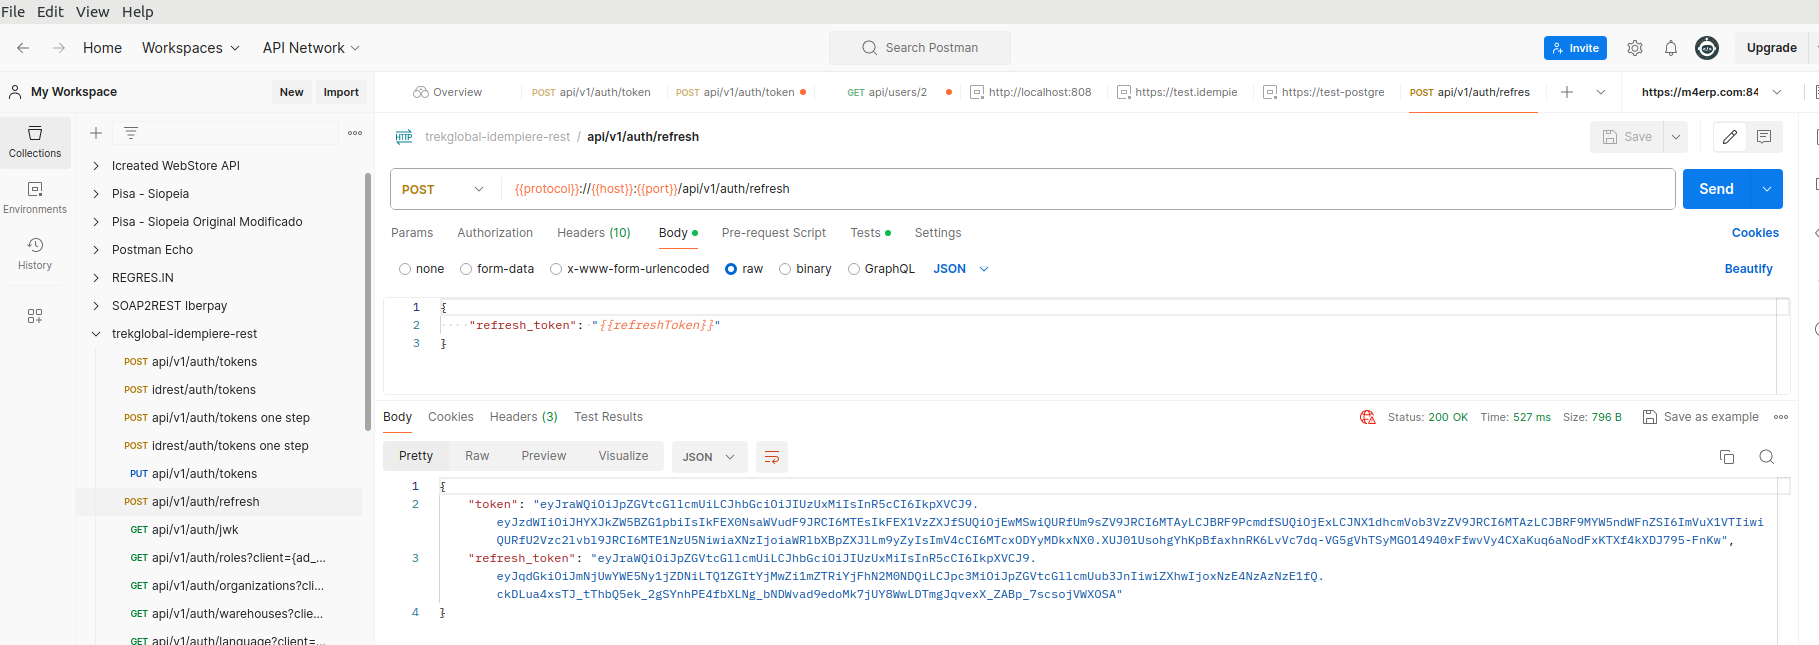 File Edit View Help
Home Workspaces API Network Search Postman Invite Upgrade
My Workspace New Import
Overview POST api/v1/auth/token POST api/v1/auth/token GET api/users/2 http://localhost:808 https://test.idempie https://test-postgre POST api/v1/auth/refres https://m4erp.com:84
Collections
Environments
History
Icreated WebStore API
Pisa - Siopeia
Pisa - Siopeia Original Modificado
Postman Echo
REGRES.IN
SOAP2REST Iberpay
trekglobal-idempiere-rest
POST api/v1/auth/tokens
POST idrest/auth/tokens
POST api/v1/auth/tokens one step
POST idrest/auth/tokens one step
PUT api/v1/auth/tokens
POST api/v1/auth/refresh
GET api/v1/auth/jwk
GET api/v1/auth/roles?client={ad_...
GET api/v1/auth/organizations?cli...
GET api/v1/auth/warehouses?clie...
GET api/v1/auth/language?client=...
HTTP trekglobal-idempiere-rest / api/v1/auth/refresh Save
POST {{protocol}}://{{host}}:{{port}}/api/v1/auth/refresh Send
Params Authorization Headers (10) Body Pre-request Script Tests Settings Cookies
none form-data x-www-form-urlencoded raw binary GraphQL JSON Beautify
1 {
2 "refresh_token": "{{refreshToken}}"
3 }
Body Cookies Headers (3) Test Results Status: 200 OK Time: 527 ms Size: 796 B Save as example
Pretty Raw Preview Visualize JSON
1 {
2 "token": "eyJraWQiOiJpZGVtcGllcmUiLCJhbGciOiJIUzUxMiIsInR5cCI6IkpXVCJ9.
3 "refresh_token": "eyJraWQiOiJpZGVtcGllcmUiLCJhbGciOiJIUzUxMiIsInR5cCI6IkpXVCJ9.
4 }